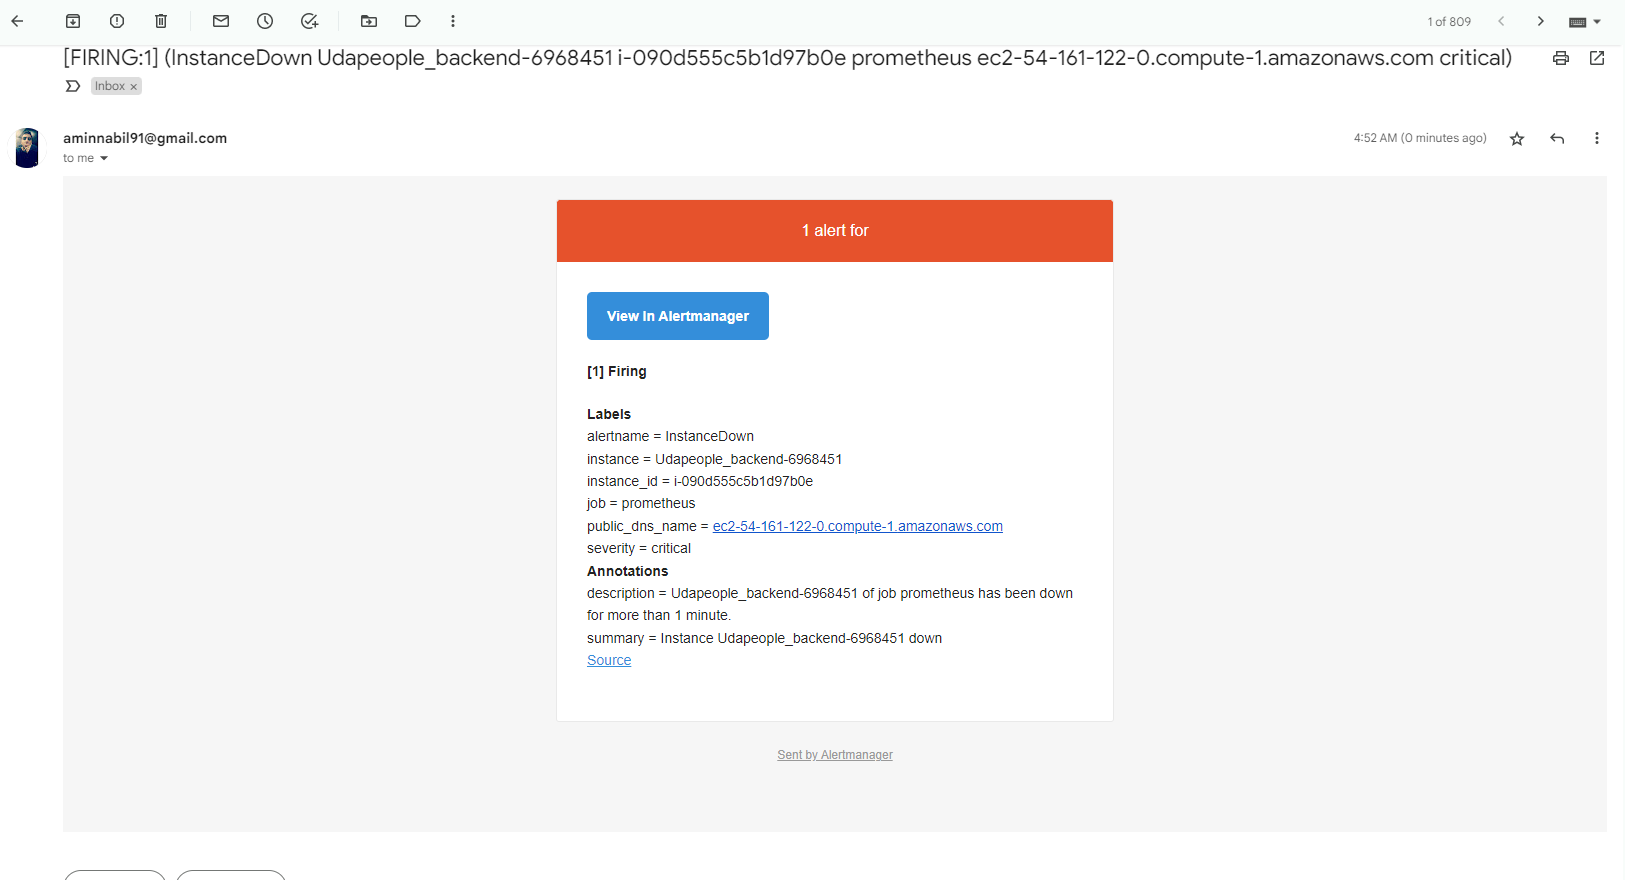 1 of 809
[FIRING:1] (InstanceDown Udapeople_backend-6968451 i-090d555c5b1d97b0e prometheus ec2-54-161-122-0.compute-1.amazonaws.com critical)
Inbox ×
aminnabil91@gmail.com
4:52 AM (0 minutes ago)
to me
1 alert for
View In Alertmanager
[1] Firing
Labels
alertname = InstanceDown
instance = Udapeople_backend-6968451
instance_id = i-090d555c5b1d97b0e
job = prometheus
public_dns_name = ec2-54-161-122-0.compute-1.amazonaws.com
severity = critical
Annotations
description = Udapeople_backend-6968451 of job prometheus has been down
for more than 1 minute.
summary = Instance Udapeople_backend-6968451 down
Source
Sent by Alertmanager